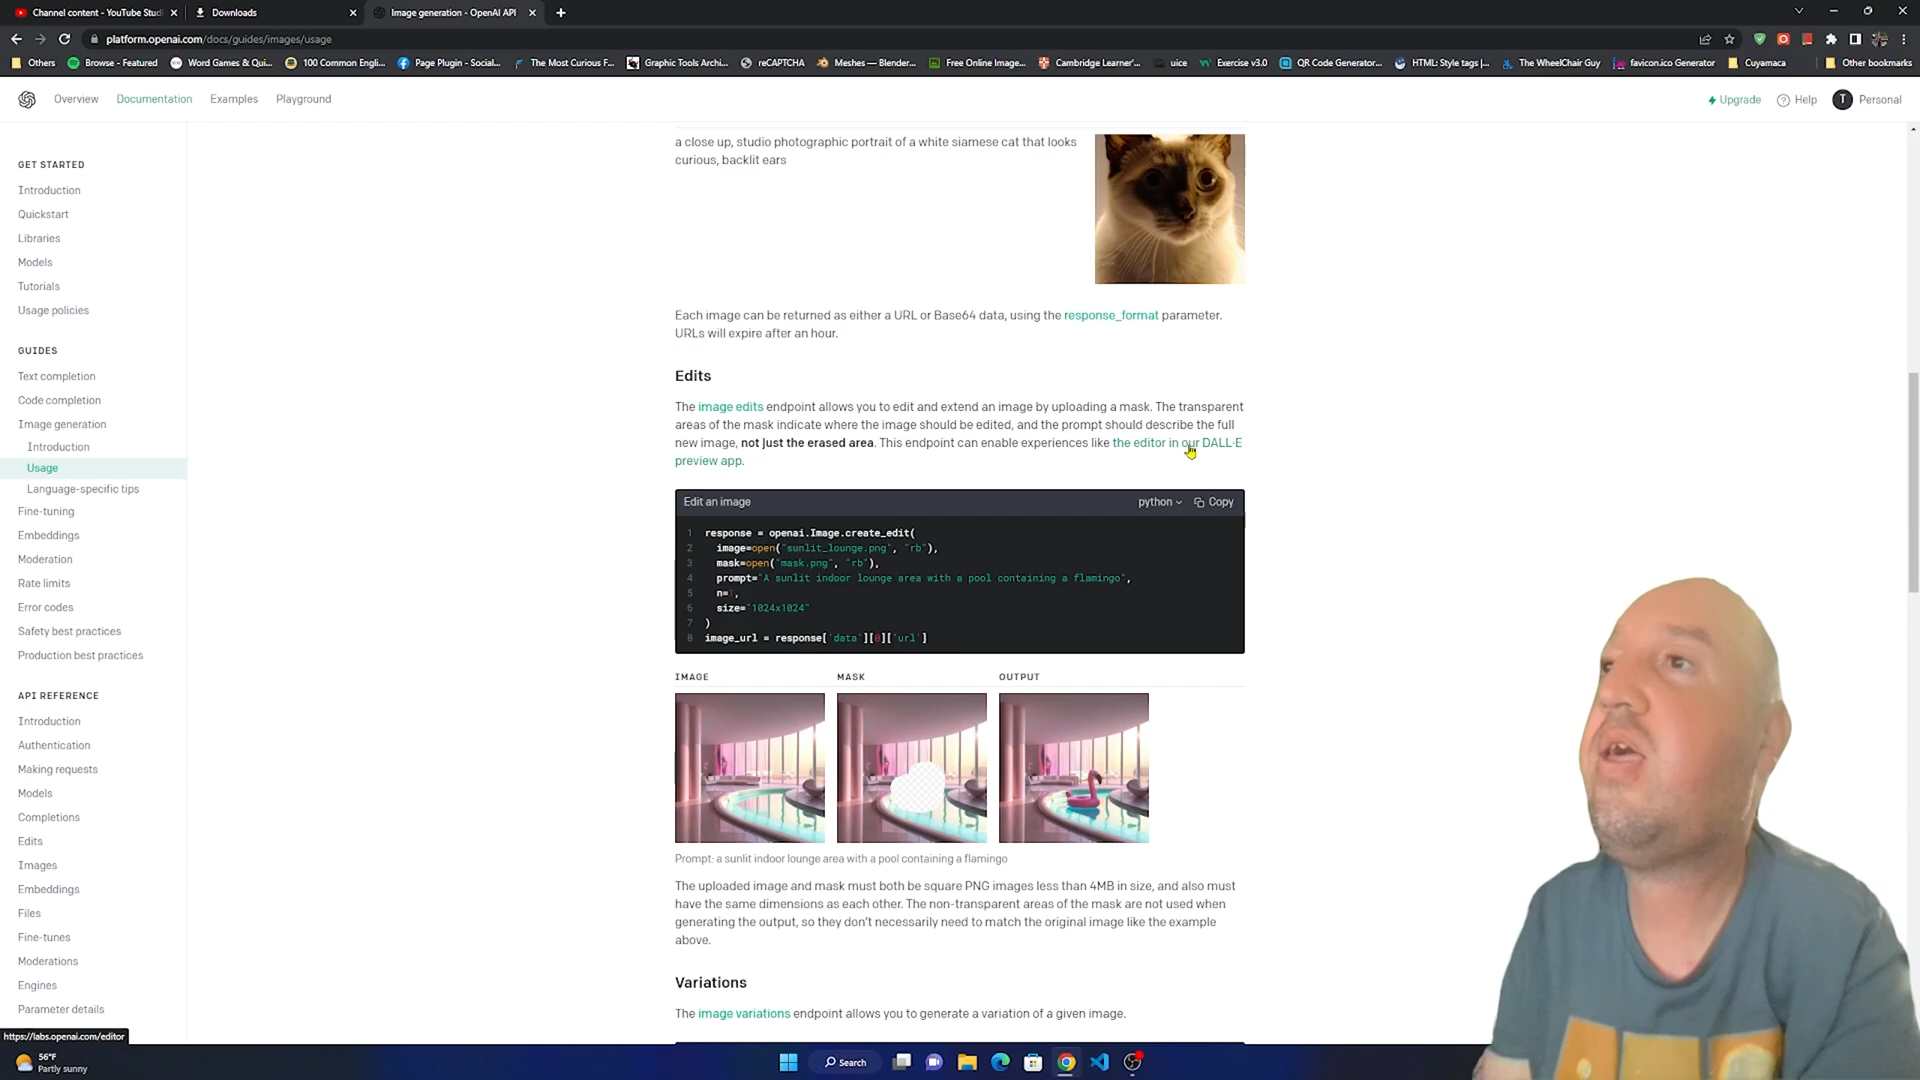 Channel content - YouTube Stud
Downloads
Image generation - OpenAI API
platform.openai.com/docs/guides/images/usage
Others
Browse - Featured
Word Games & Qui...
100 Common Engli...
Page Plugin - Social...
The Most Curious F...
Graphic Tools Archi...
reCAPTCHA
Meshes — Blender...
Free Online Image...
Cambridge Learner'...
uice
Exercise v3.0
QR Code Generator...
HTML: Style tags |...
The WheelChair Guy
favicon.ico Generator
Cuyamaca
Other bookmarks
Overview
Documentation
Examples
Playground
Upgrade
Help
T
Personal
GET STARTED
Introduction
Quickstart
Libraries
Models
Tutorials
Usage policies
GUIDES
Text completion
Code completion
Image generation
Introduction
Usage
Language-specific tips
Fine-tuning
Embeddings
Moderation
Rate limits
Error codes
Safety best practices
Production best practices
API REFERENCE
Introduction
Authentication
Making requests
Models
Completions
Edits
Images
Embeddings
Files
Fine-tunes
Moderations
Engines
Parameter details
https://labs.openai.com/editor
a close up, studio photographic portrait of a white siamese cat that looks
curious, backlit ears
Each image can be returned as either a URL or Base64 data, using the response_format parameter.
URLs will expire after an hour.
Edits
The image edits endpoint allows you to edit and extend an image by uploading a mask. The transparent
areas of the mask indicate where the image should be edited, and the prompt should describe the full
new image, not just the erased area. This endpoint can enable experiences like the editor in our DALL·E
preview app.
Edit an image
python
Copy
1 response = openai.Image.create_edit(
2 image=open("sunlit_lounge.png", "rb"),
3 mask=open("mask.png", "rb"),
4 prompt="A sunlit indoor lounge area with a pool containing a flamingo",
5 n=1,
6 size="1024x1024"
7 )
8 image_url = response['data'][0]['url']
IMAGE
MASK
OUTPUT
Prompt: a sunlit indoor lounge area with a pool containing a flamingo
The uploaded image and mask must both be square PNG images less than 4MB in size, and also must
have the same dimensions as each other. The non-transparent areas of the mask are not used when
generating the output, so they don't necessarily need to match the original image like the example
above.
Variations
The image variations endpoint allows you to generate a variation of a given image.
56°F
Partly sunny
Search